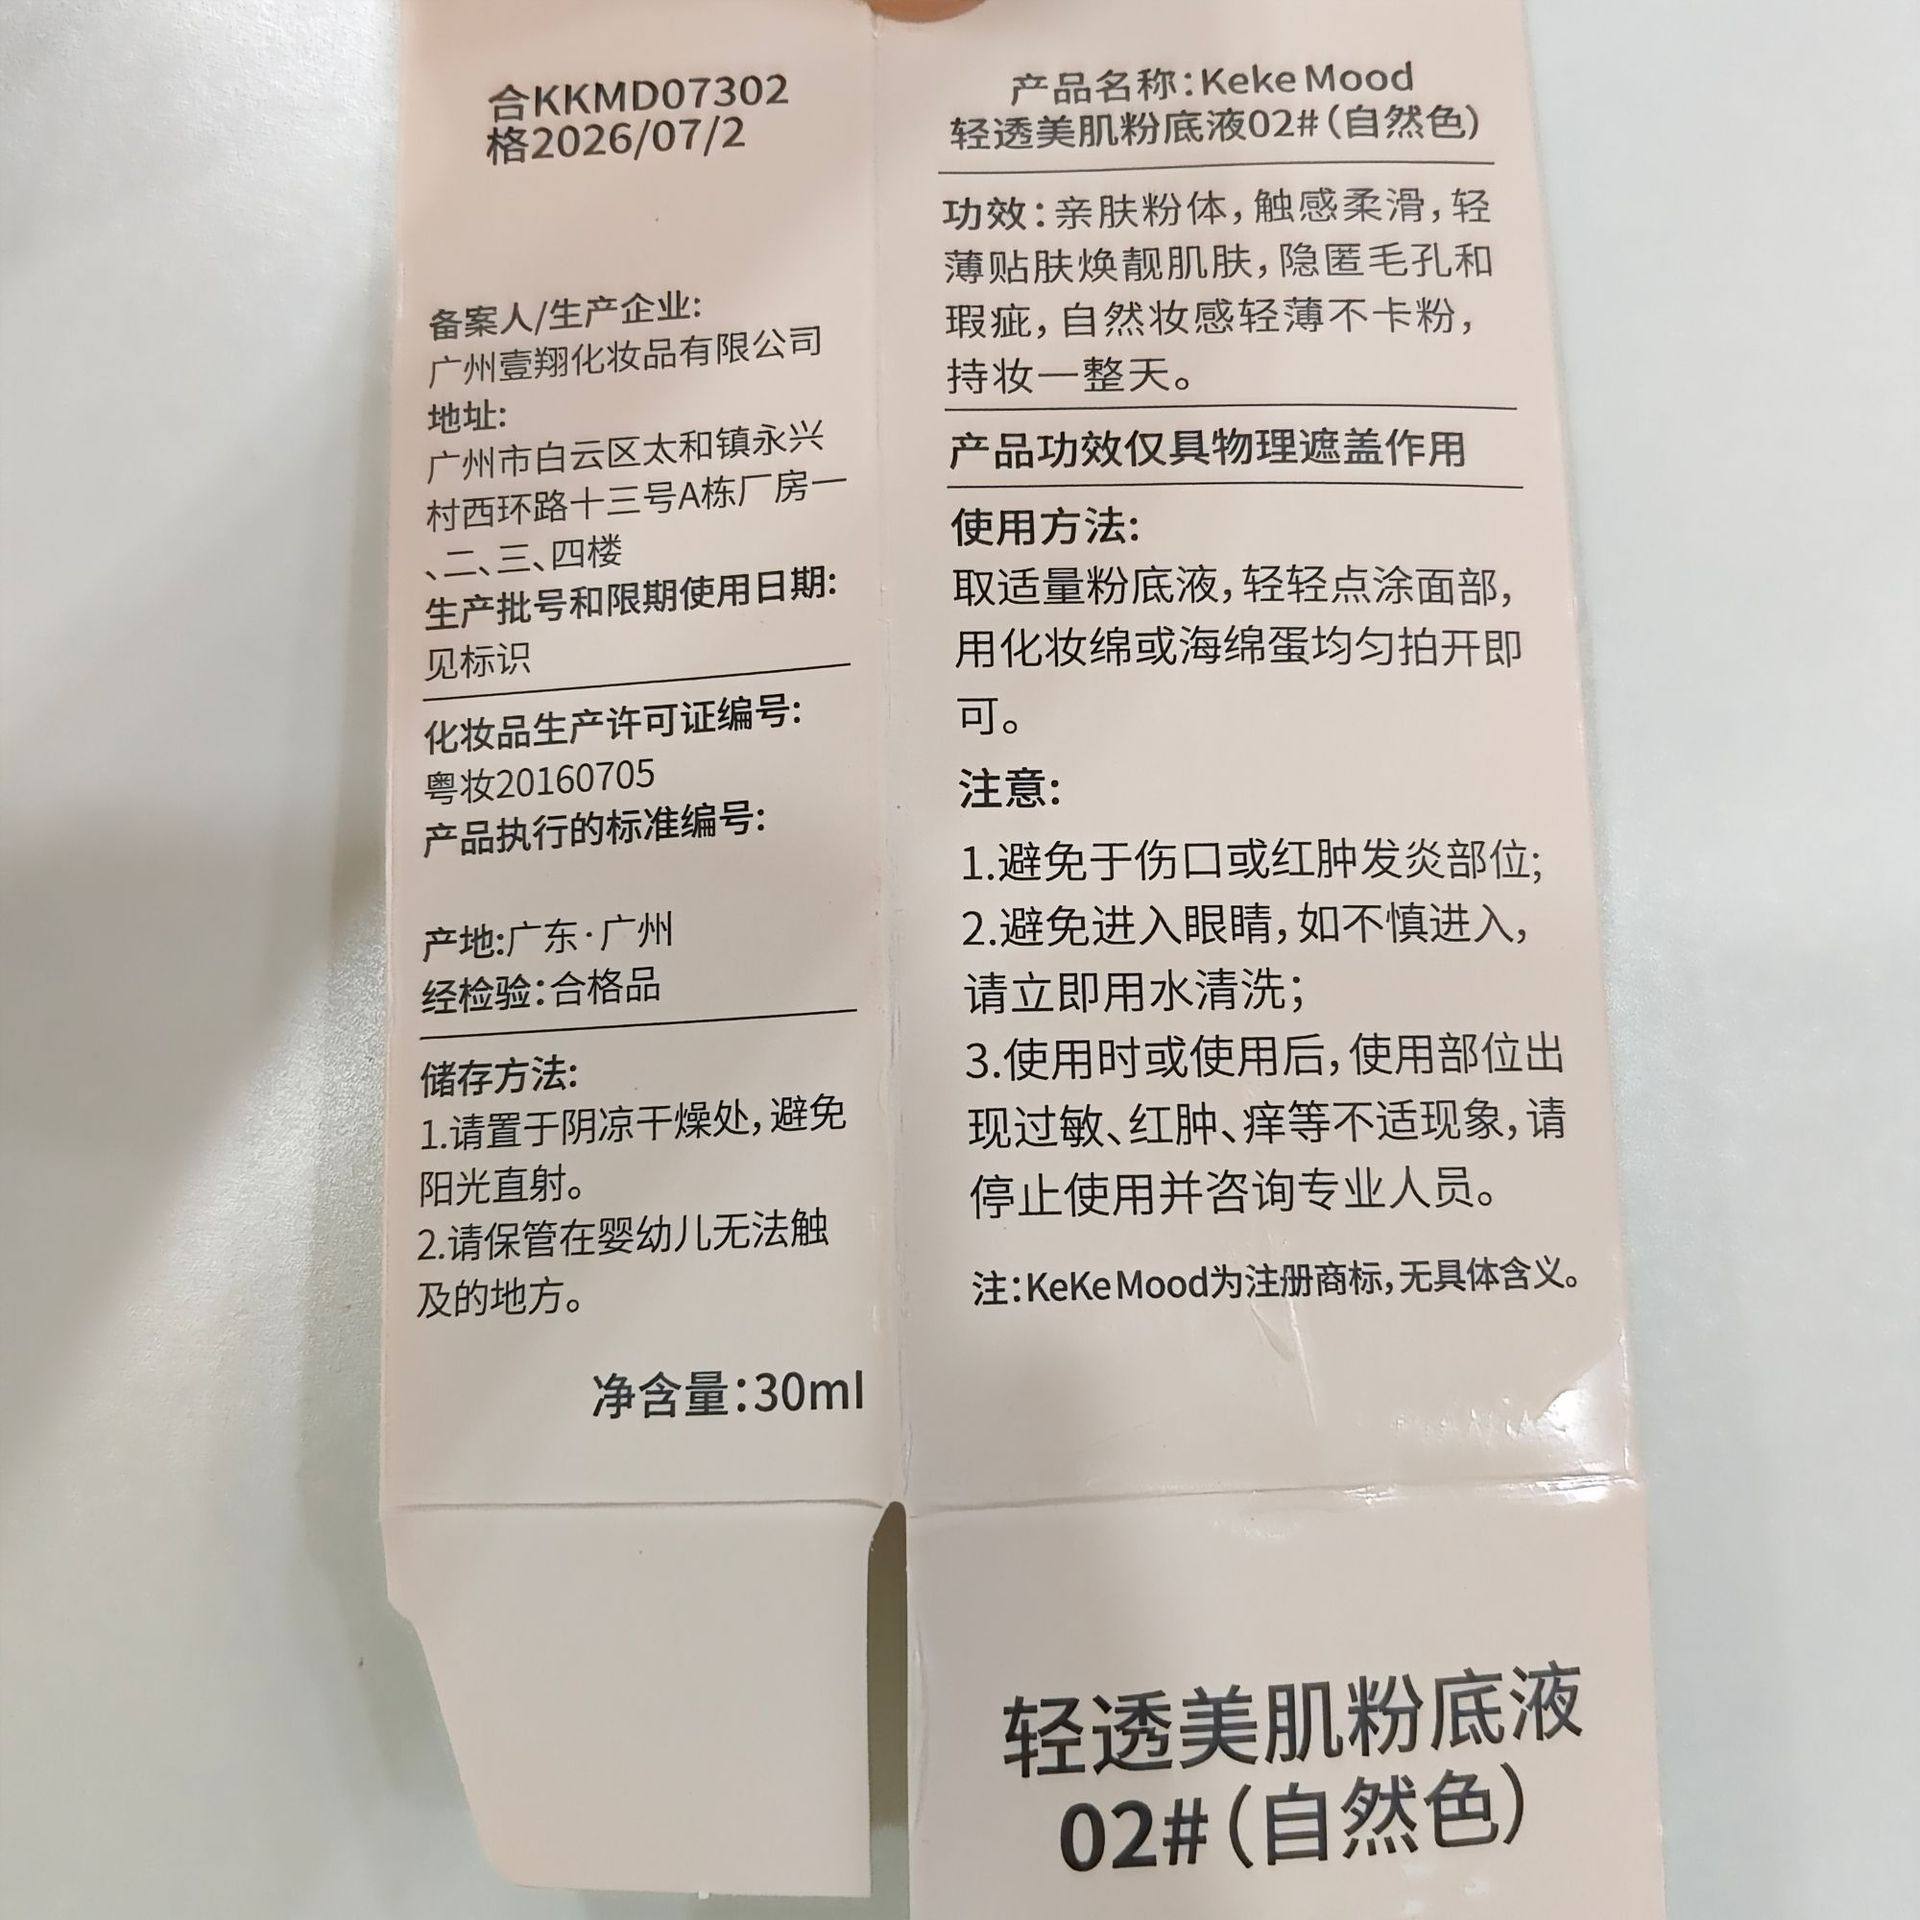 合KKMD07302
格2026/07/2
备案人/生产企业:
广州壹翔化妆品有限公司
地址:
广州市白云区太和镇永兴
村西环路十三号A栋厂房一
、二、三、四楼
生产批号和限期使用日期:
见标识
化妆品生产许可证编号:
粤妆20160705
产品执行的标准编号:
产地:广东·广州
经检验:合格品
储存方法:
1.请置于阴凉干燥处,避免
阳光直射。
2.请保管在婴幼儿无法触
及的地方。
净含量:30ml
产品名称:Keke Mood
轻透美肌粉底液02#(自然色)
功效:亲肤粉体,触感柔滑,轻
薄贴肤焕靓肌肤,隐匿毛孔和
瑕疵,自然妆感轻薄不卡粉,
持妆一整天。
产品功效仅具物理遮盖作用
使用方法:
取适量粉底液,轻轻点涂面部,
用化妆绵或海绵蛋均匀拍开即
可。
注意:
1.避免于伤口或红肿发炎部位;
2.避免进入眼睛,如不慎进入,
请立即用水清洗;
3.使用时或使用后,使用部位出
现过敏、红肿、痒等不适现象,请
停止使用并咨询专业人员。
注:KeKe Mood为注册商标,无具体含义。
轻透美肌粉底液
02#(自然色)